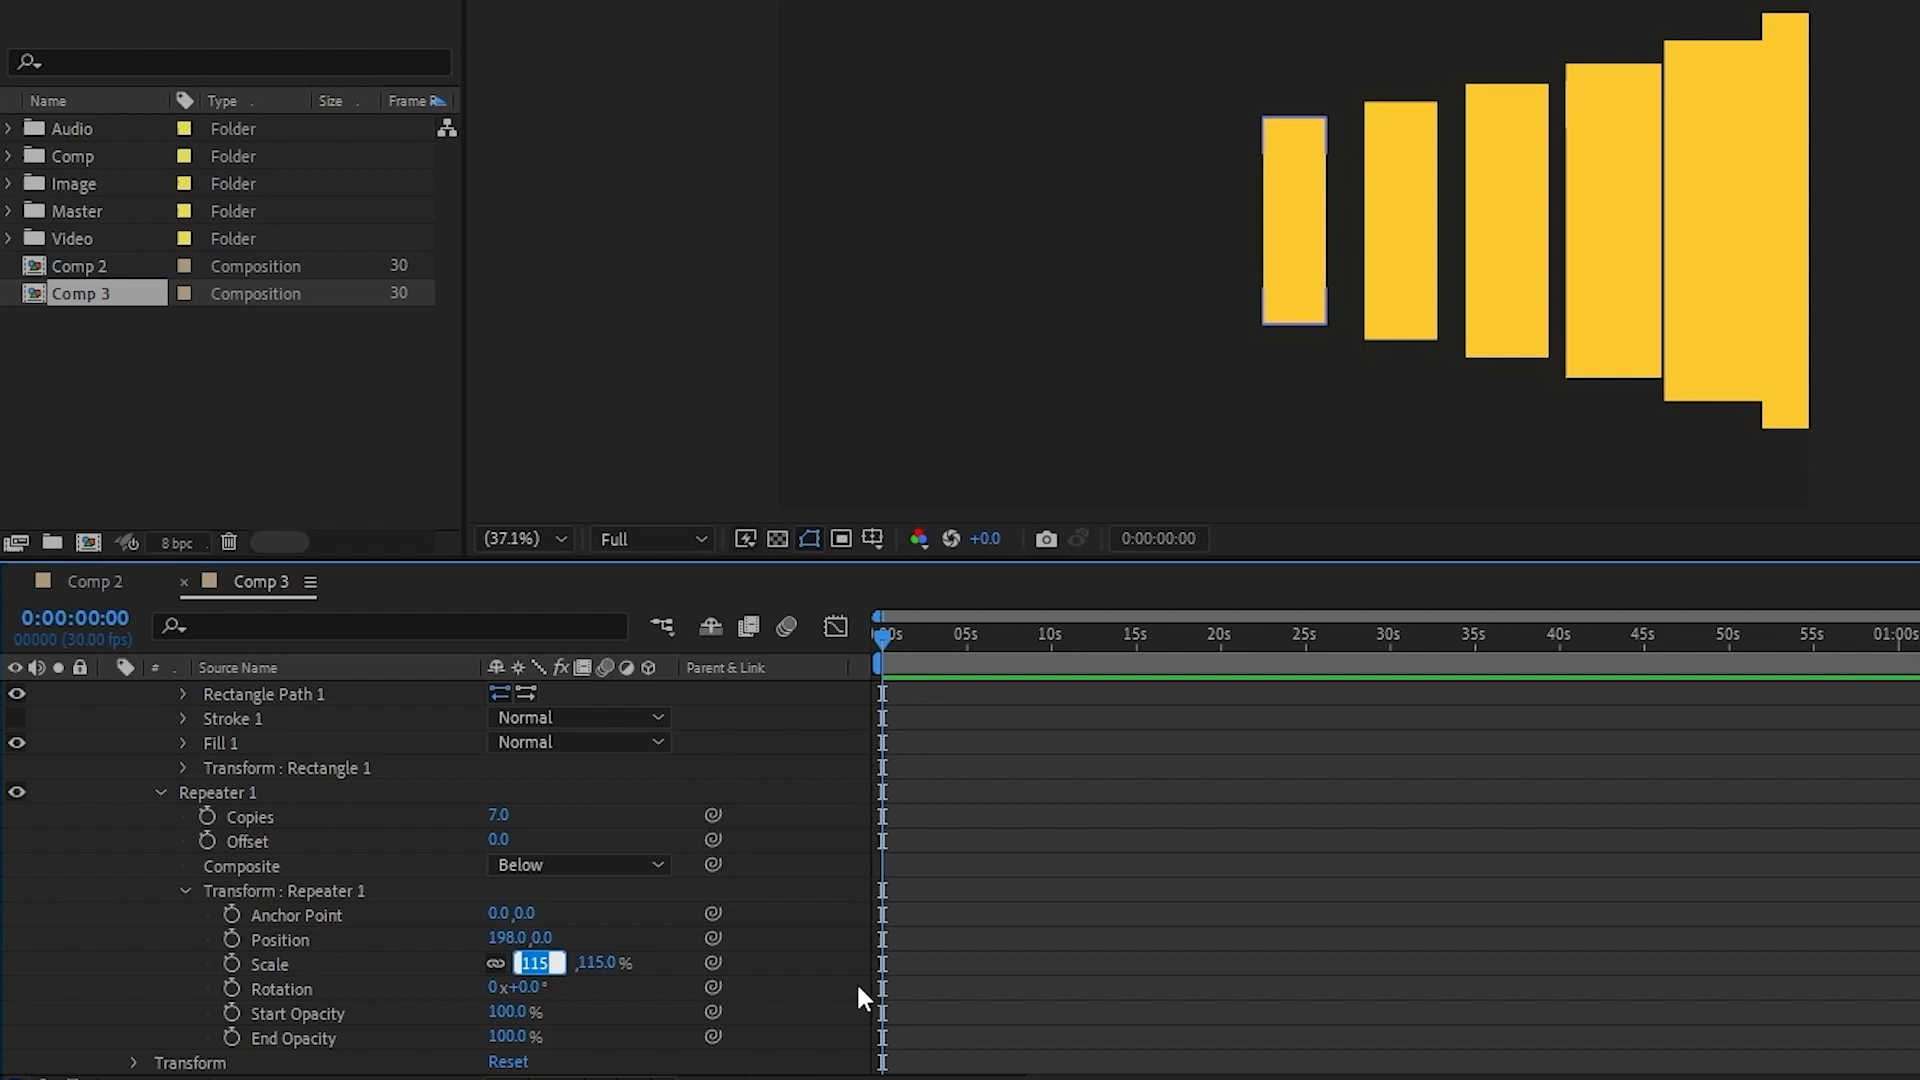 Name Type Size Frame R
Audio Folder
Comp Folder
Image Folder
Master Folder
Video Folder
Comp 2 Composition 30
Comp 3 Composition 30
8 bpc
(37.1%) Full +0.0 0:00:00:00
Comp 2 × Comp 3
0:00:00:00
00000 (30.00 fps)
:00s 05s 10s 15s 20s 25s 30s 35s 40s 45s 50s 55s 01:00s
# Source Name fx Parent & Link
Rectangle Path 1
Stroke 1 Normal
Fill 1 Normal
Transform : Rectangle 1
Repeater 1
Copies 7.0
Offset 0.0
Composite Below
Transform : Repeater 1
Anchor Point 0.0,0.0
Position 198.0,0.0
Scale 115 ,115.0 %
Rotation 0x+0.0°
Start Opacity 100.0 %
End Opacity 100.0 %
Transform Reset